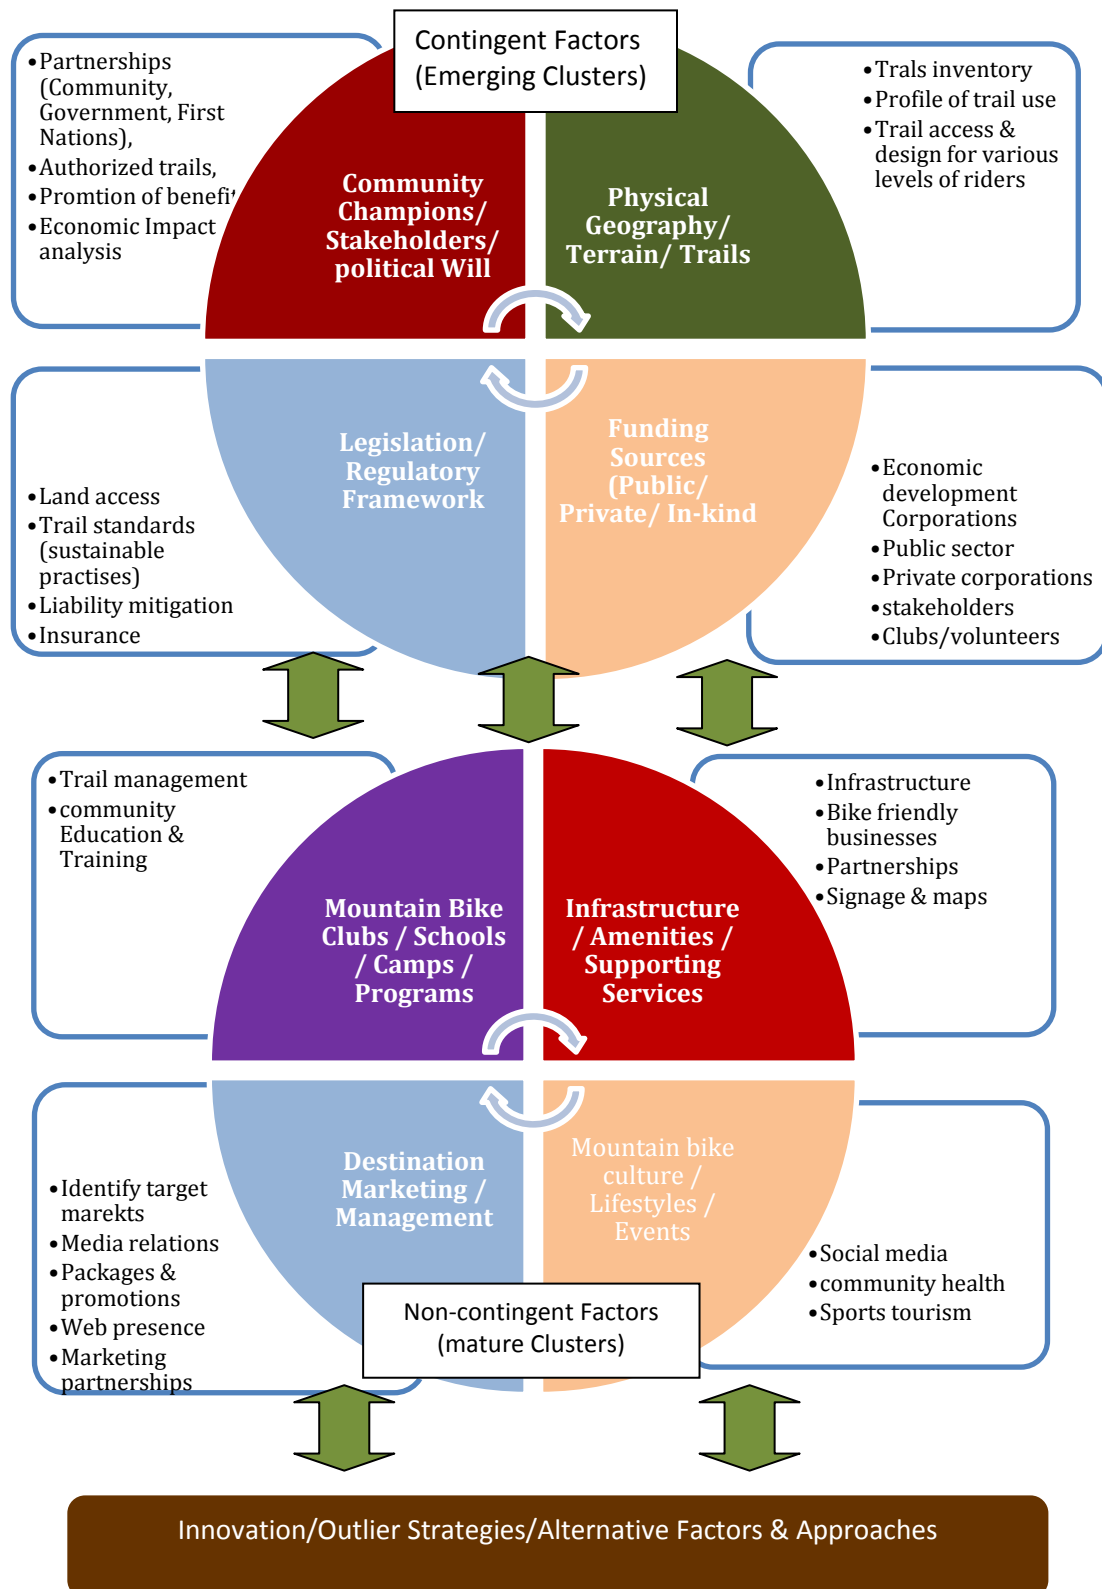 Contingent Factors
(Emerging Clusters)
•Partnerships
(Community,
Government, First
Nations),
•Authorized trails,
•Promtion of benefit
•Economic Impact
analysis
Community
Champions/
Stakeholders/
political Will
Physical
Geography/
Terrain/ Trails
•Trals inventory
•Profile of trail use
•Trail access &
design for various
levels of riders
•Land access
•Trail standards
(sustainable
practises)
•Liability mitigation
•Insurance
Legislation/
Regulatory
Framework
Funding
Sources
(Public/
Private/ In-kind
•Economic
development
Corporations
•Public sector
•Private corporations
•stakeholders
•Clubs/volunteers
•Trail management
•community
Education &
Training
Mountain Bike
Clubs / Schools
/ Camps /
Programs
Infrastructure
/ Amenities /
Supporting
Services
•Infrastructure
•Bike friendly
businesses
•Partnerships
•Signage & maps
•Identify target
marekts
•Media relations
•Packages &
promotions
•Web presence
•Marketing
partnerships
Destination
Marketing /
Management
Mountain bike
culture /
Lifestyles /
Events
•Social media
•community health
•Sports tourism
Non-contingent Factors
(mature Clusters)
Innovation/Outlier Strategies/Alternative Factors & Approaches